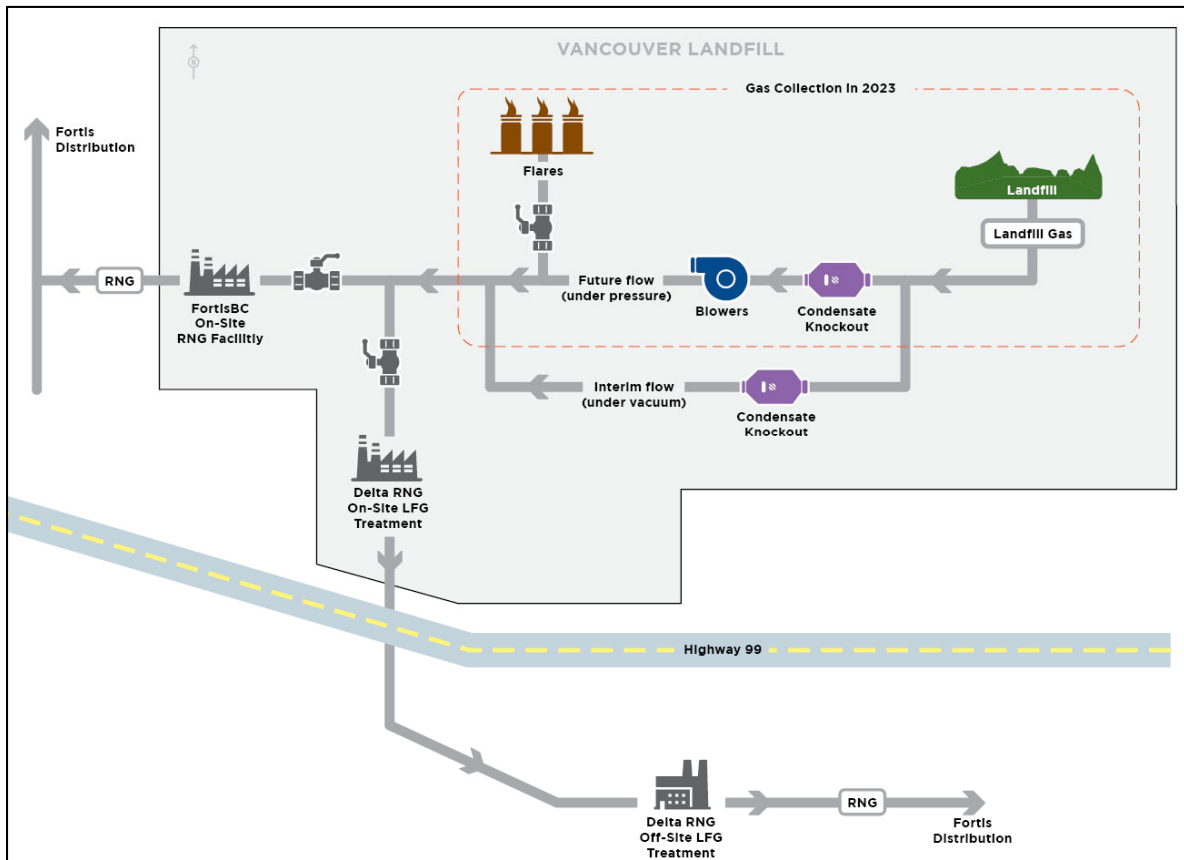 VANCOUVER LANDFILL
N
Gas Collection in 2023
Fortis
Distribution
Flares
Landfill
Landfill Gas
RNG
FortisBC
On-Site
RNG Facilitiy
Future flow
(under pressure)
Blowers
Condensate
Knockout
Interim flow
(under vacuum)
Condensate
Knockout
Delta RNG
On-Site LFG
Treatment
Highway 99
Delta RNG
Off-Site LFG
Treatment
RNG
Fortis
Distribution